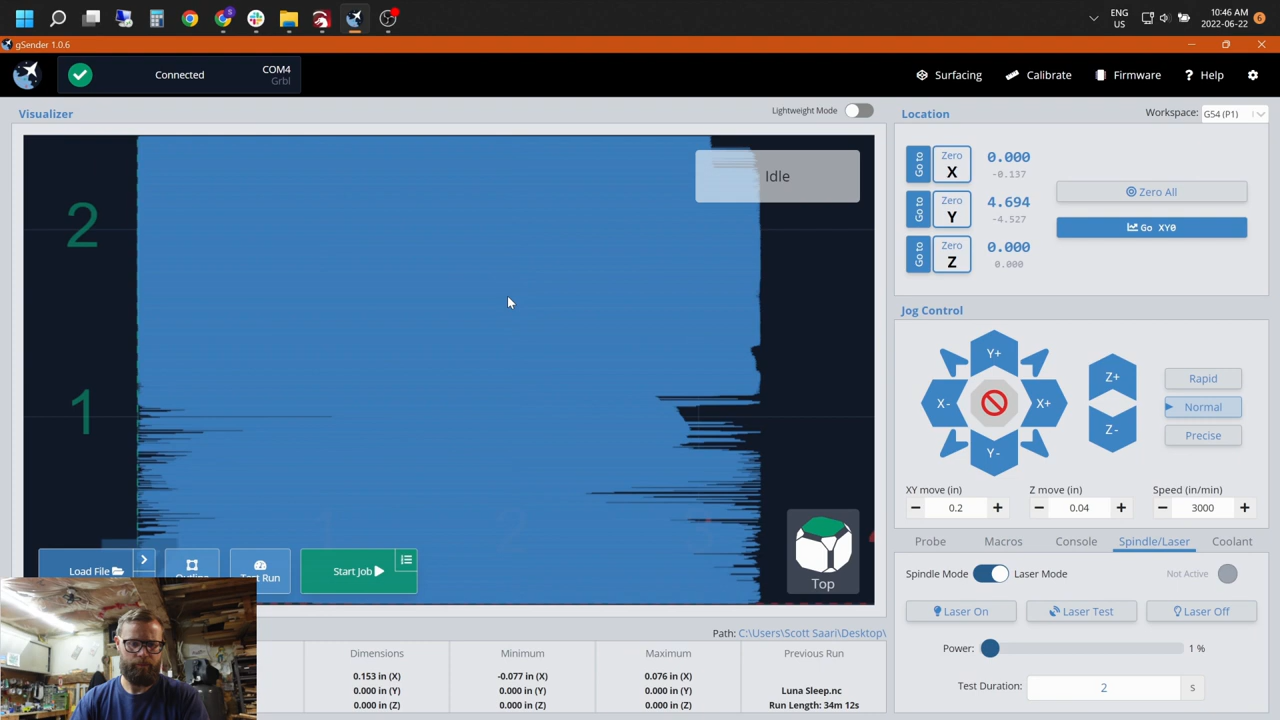 ENG
US
10:46 AM
2022-06-22
6
gSender 1.0.6
Connected
COM4
Grbl
Surfacing
Calibrate
Firmware
? Help
Visualizer
Lightweight Mode
Location
Workspace:
G54 (P1)
2
Idle
Go to
Zero
X
0.000
-0.137
Zero All
Go to
Zero
Y
4.694
-4.527
Go XY0
Go to
Zero
Z
0.000
0.000
Jog Control
1
Y+
X-
X+
Y-
Z+
Z-
Rapid
Normal
Precise
XY move (in)
Z move (in)
− 0.2 +
− 0.04 +
− 3000 +
Probe
Macros
Console
Spindle/Laser
Coolant
Load File
Start Job
Top
Spindle Mode
Laser Mode
Not Active
Laser On
Laser Test
Laser Off
Path: C:\Users\Scott Saari\Desktop\
Power:
1 %
Dimensions
Minimum
Maximum
Previous Run
0.153 in (X)
-0.077 in (X)
0.076 in (X)
0.000 in (Y)
0.000 in (Y)
0.000 in (Y)
Luna Sleep.nc
0.000 in (Z)
0.000 in (Z)
0.000 in (Z)
Run Length: 34m 12s
Test Duration:
2
s